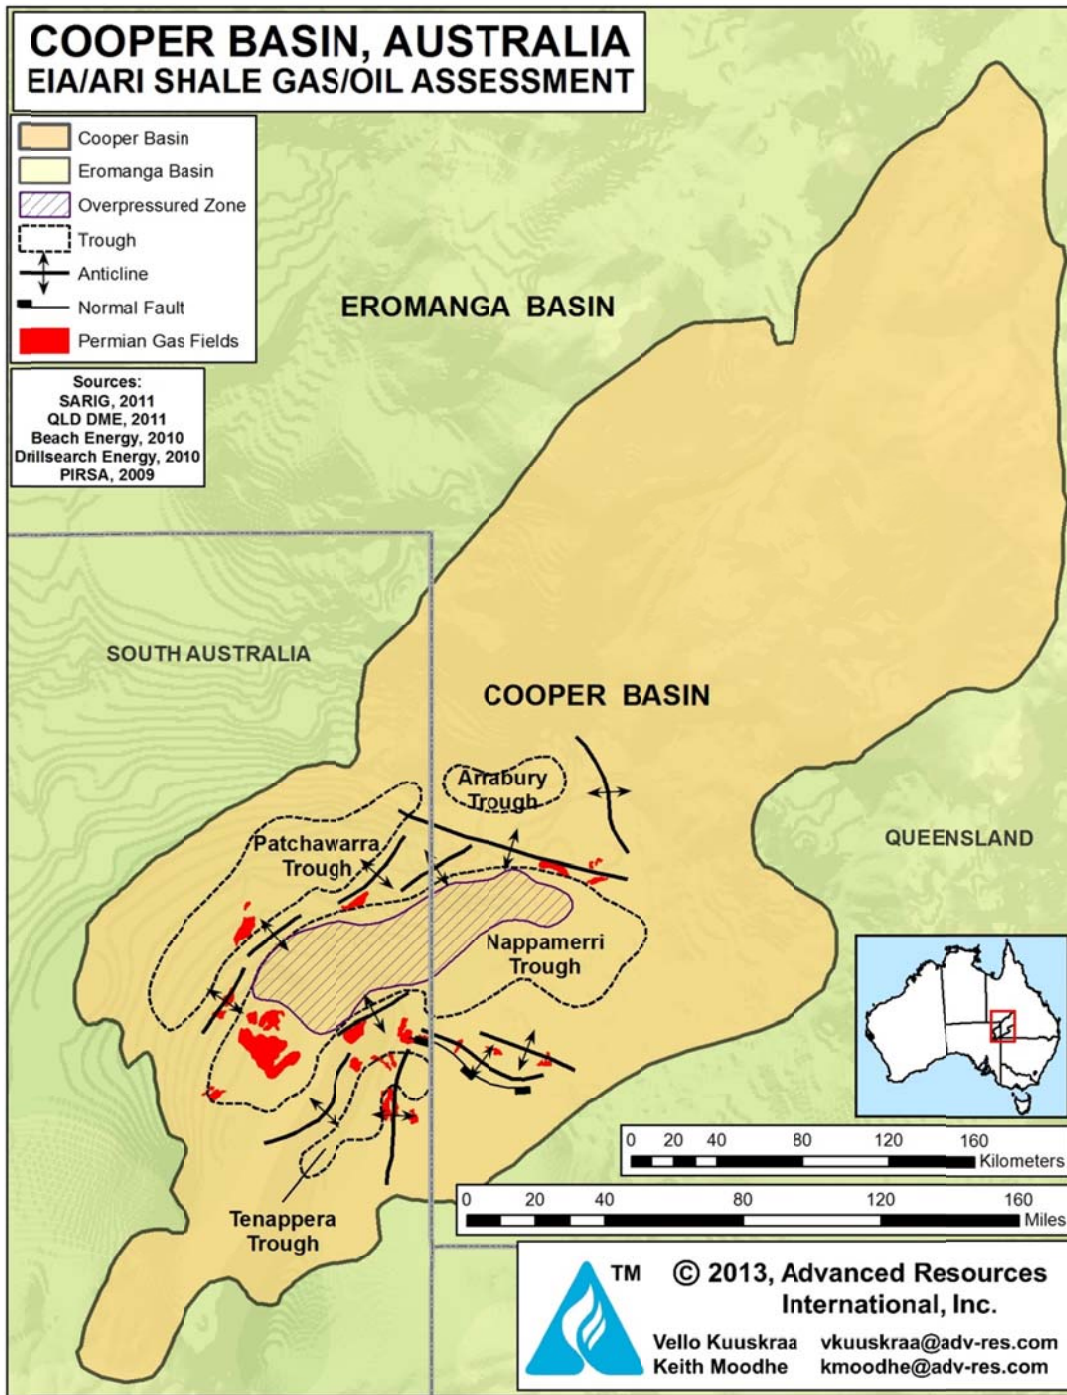 COOPER BASIN, AUSTRALIA
EIA/ARI SHALE GAS/OIL ASSESSMENT
Cooper Basin
Eromanga Basin
Overpressured Zone
Trough
Anticline
Normal Fault
Permian Gas Fields
Sources:
SARIG, 2011
QLD DME, 2011
Beach Energy, 2010
Drillsearch Energy, 2010
PIRSA, 2009
EROMANGA BASIN
SOUTH AUSTRALIA
COOPER BASIN
Arrabury
Trough
QUEENSLAND
Patchawarra
Trough
Nappamerri
Trough
Tenappera
Trough
0 20 40 80 120 160
Kilometers
0 20 40 80 120 160
Miles
TM
© 2013, Advanced Resources
International, Inc.
Vello Kuuskraa vkuuskraa@adv-res.com
Keith Moodhe kmoodhe@adv-res.com